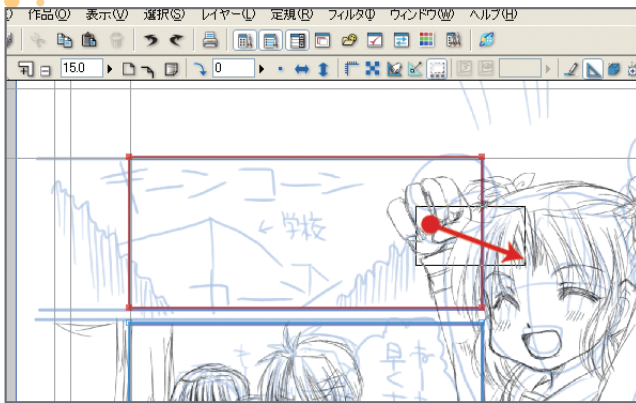 作品(O) 表示(V) 選択(S) レイヤー(L) 定規(R) フィルタ(I) ウィンドウ(W) ヘルプ(H)
15.0 0
キーンコーン
←学校
カーン
早く